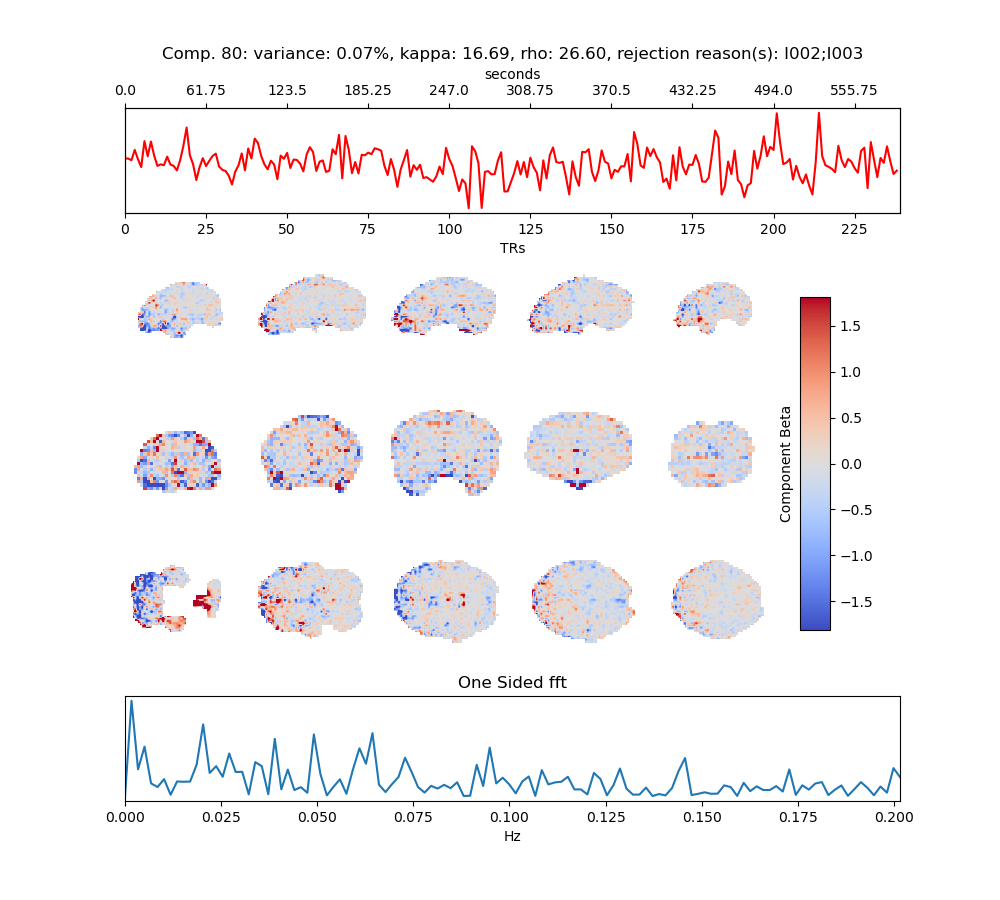 Comp. 80: variance: 0.07%, kappa: 16.69, rho: 26.60, rejection reason(s): I002;I003
seconds
0.0 61.75 123.5 185.25 247.0 308.75 370.5 432.25 494.0 555.75
0 25 50 75 100 125 150 175 200 225
TRs
Component Beta
1.5
1.0
0.5
0.0
−0.5
−1.0
−1.5
One Sided fft
0.000 0.025 0.050 0.075 0.100 0.125 0.150 0.175 0.200
Hz